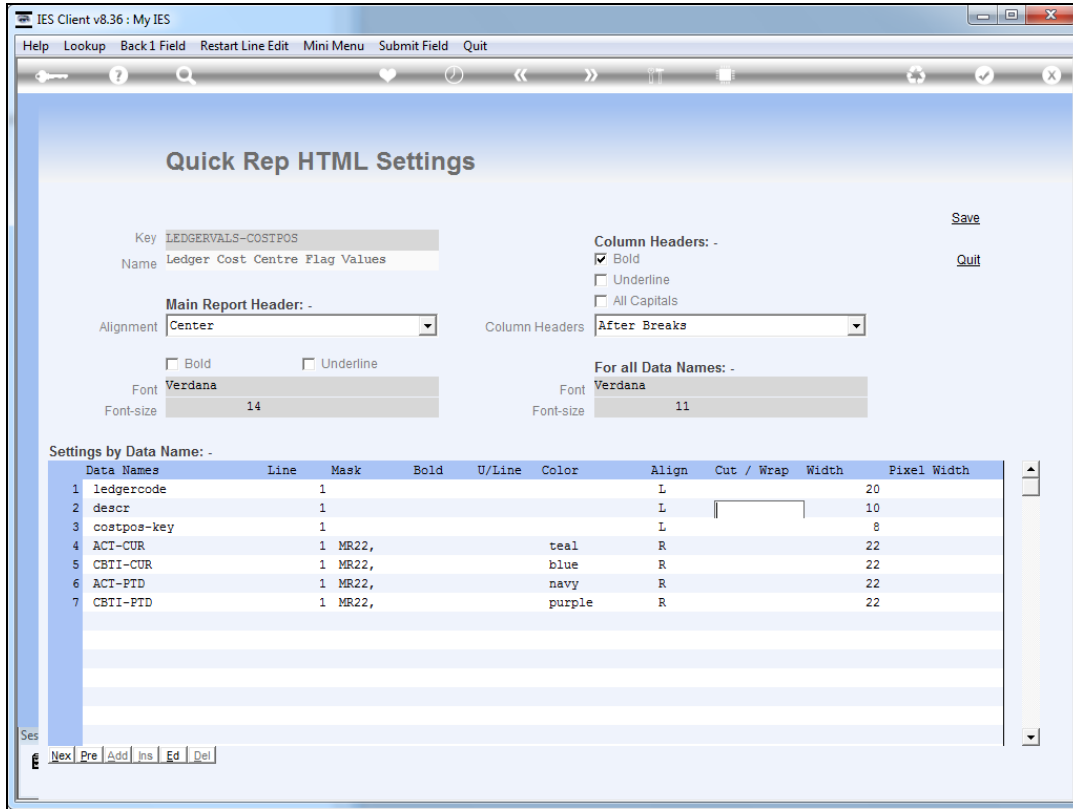 IES Client v8.36 : My IES
Help Lookup Back 1 Field Restart Line Edit Mini Menu Submit Field Quit
Quick Rep HTML Settings
Save
Key LEDGERVALS-COSTPOS
Column Headers: -
Name Ledger Cost Centre Flag Values
Bold
Quit
Underline
Main Report Header: -
All Capitals
Alignment Center
Column Headers After Breaks
Bold Underline
For all Data Names: -
Font Verdana
Font Verdana
Font-size 14
Font-size 11
Settings by Data Name: -
Data Names Line Mask Bold U/Line Color Align Cut / Wrap Width Pixel Width
1 ledgercode 1 L 20
2 descr 1 L 10
3 costpos-key 1 L 8
4 ACT-CUR 1 MR22, teal R 22
5 CBTI-CUR 1 MR22, blue R 22
6 ACT-PTD 1 MR22, navy R 22
7 CBTI-PTD 1 MR22, purple R 22
Ses
Nex Pre Add Ins Ed Del